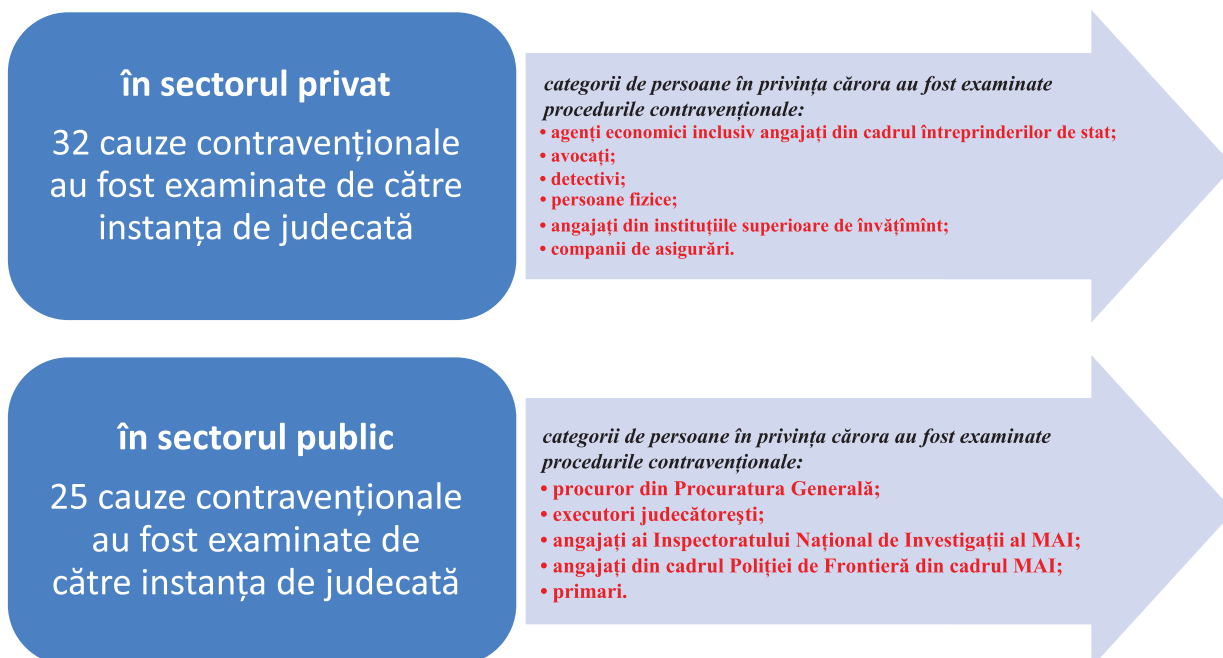 în sectorul privat
32 cauze contravenționale
au fost examinate de către
instanța de judecată
categorii de persoane în privința cărora au fost examinate
procedurile contravenționale:
• agenți economici inclusiv angajați din cadrul întreprinderilor de stat;
• avocați;
• detectivi;
• persoane fizice;
• angajați din instituțiile superioare de învățîmînt;
• companii de asigurări.
în sectorul public
25 cauze contravenționale
au fost examinate de
către instanța de judecată
categorii de persoane în privința cărora au fost examinate
procedurile contravenționale:
• procuror din Procuratura Generală;
• executori judecătorești;
• angajați ai Inspectoratului Național de Investigații al MAI;
• angajați din cadrul Poliției de Frontieră din cadrul MAI;
• primari.